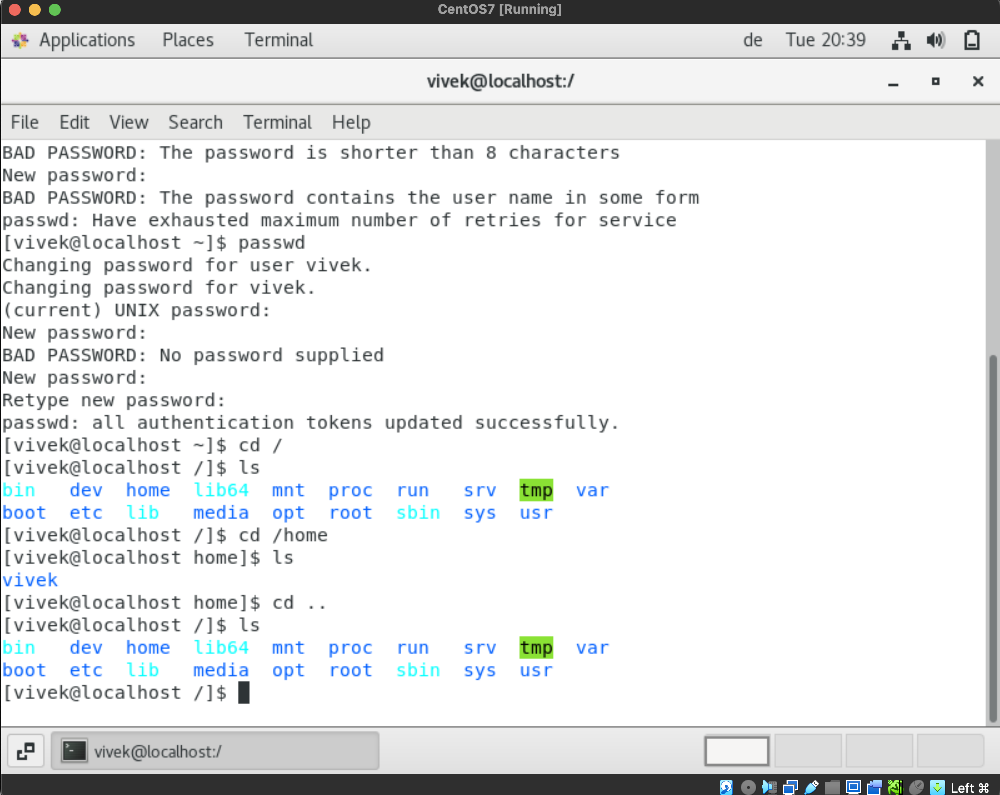 CentOS7 [Running]
Applications Places Terminal de Tue 20:39
vivek@localhost:/
File Edit View Search Terminal Help
BAD PASSWORD: The password is shorter than 8 characters
New password:
BAD PASSWORD: The password contains the user name in some form
passwd: Have exhausted maximum number of retries for service
[vivek@localhost ~]$ passwd
Changing password for user vivek.
Changing password for vivek.
(current) UNIX password:
New password:
BAD PASSWORD: No password supplied
New password:
Retype new password:
passwd: all authentication tokens updated successfully.
[vivek@localhost ~]$ cd /
[vivek@localhost /]$ ls
bin dev home lib64 mnt proc run srv tmp var
boot etc lib media opt root sbin sys usr
[vivek@localhost /]$ cd /home
[vivek@localhost home]$ ls
vivek
[vivek@localhost home]$ cd ..
[vivek@localhost /]$ ls
bin dev home lib64 mnt proc run srv tmp var
boot etc lib media opt root sbin sys usr
[vivek@localhost /]$
vivek@localhost:/
Left ⌘